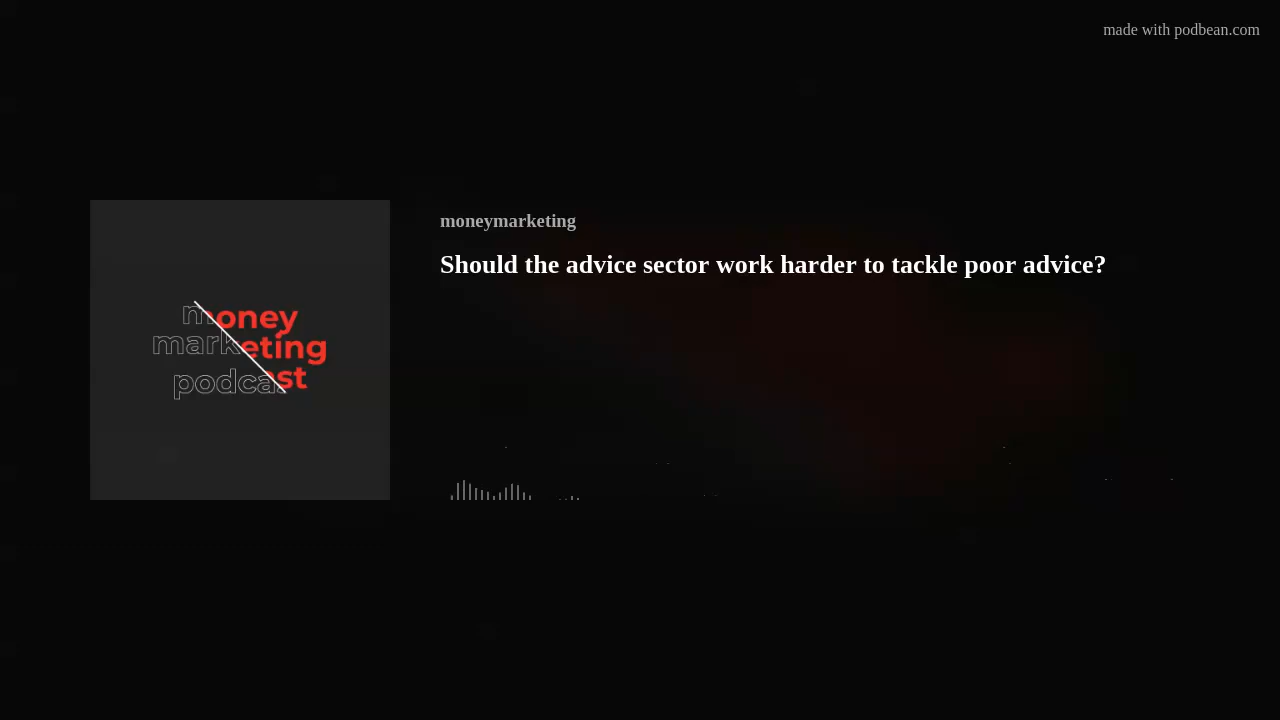 made with podbean.com
moneymarketing
Should the advice sector work harder to tackle poor advice?
money
marketing
podcast